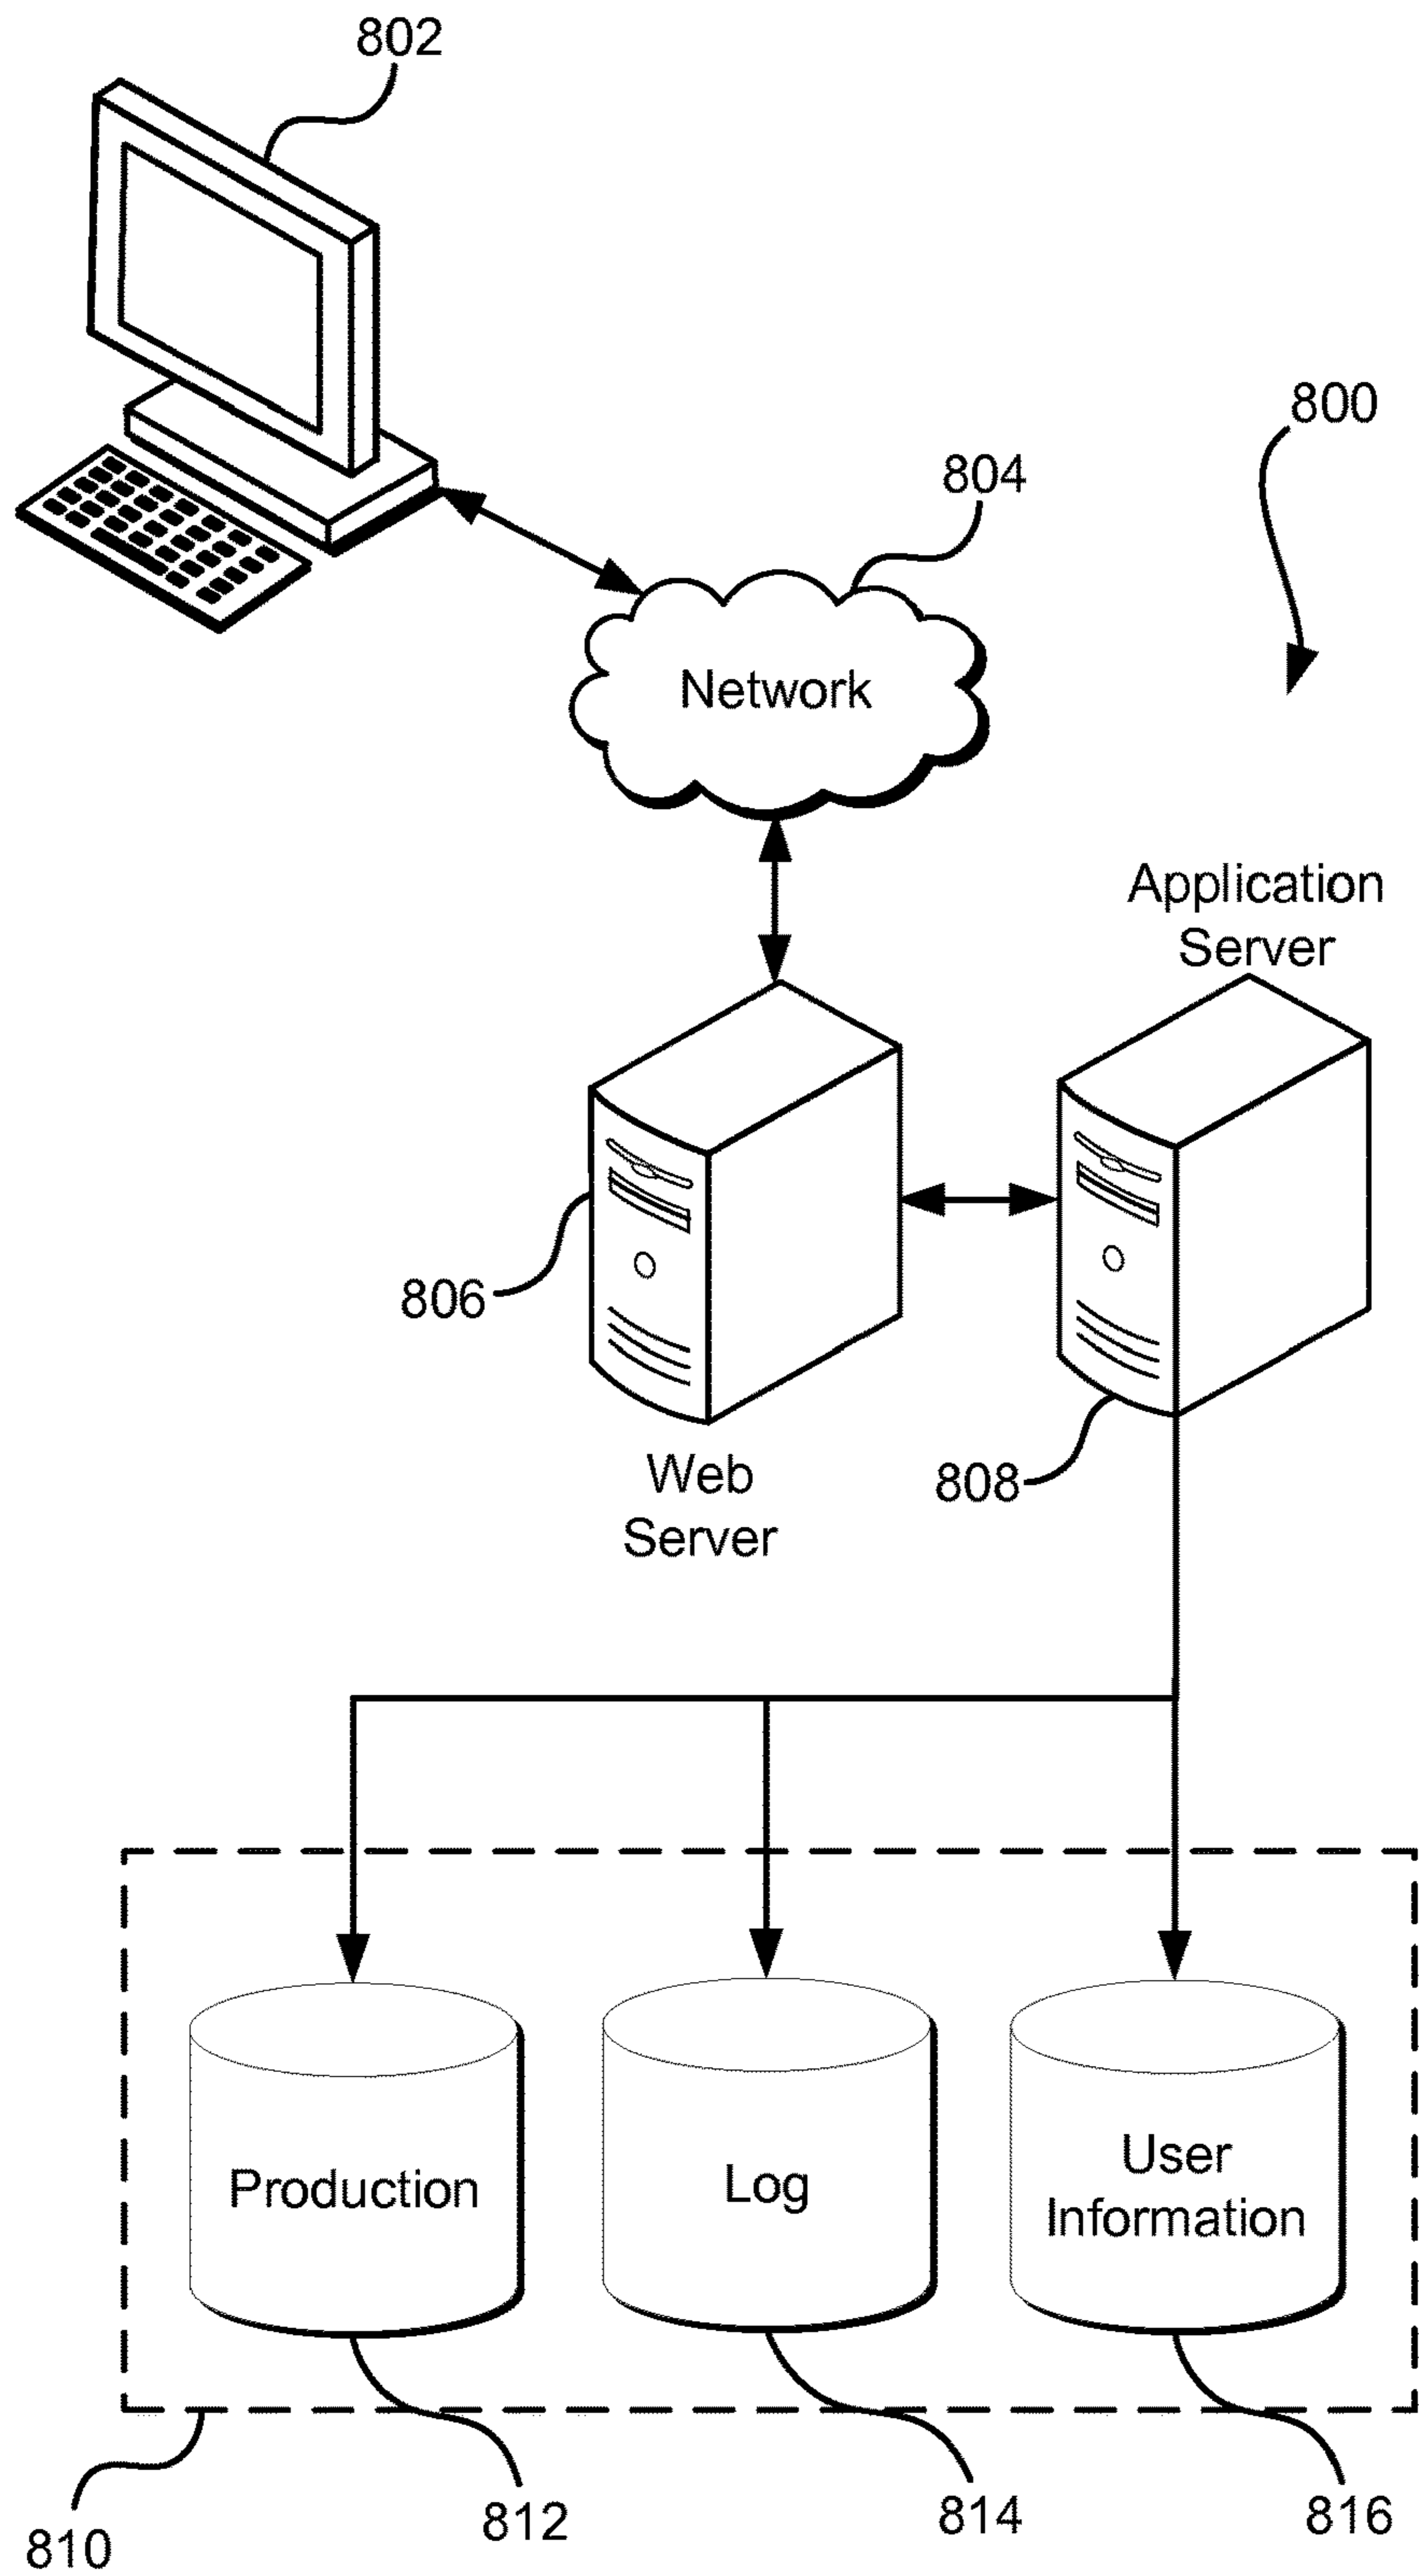 802
800
804
Network
Application
Server
806
Web
Server
808
Production
Log
User
Information
810
812
814
816